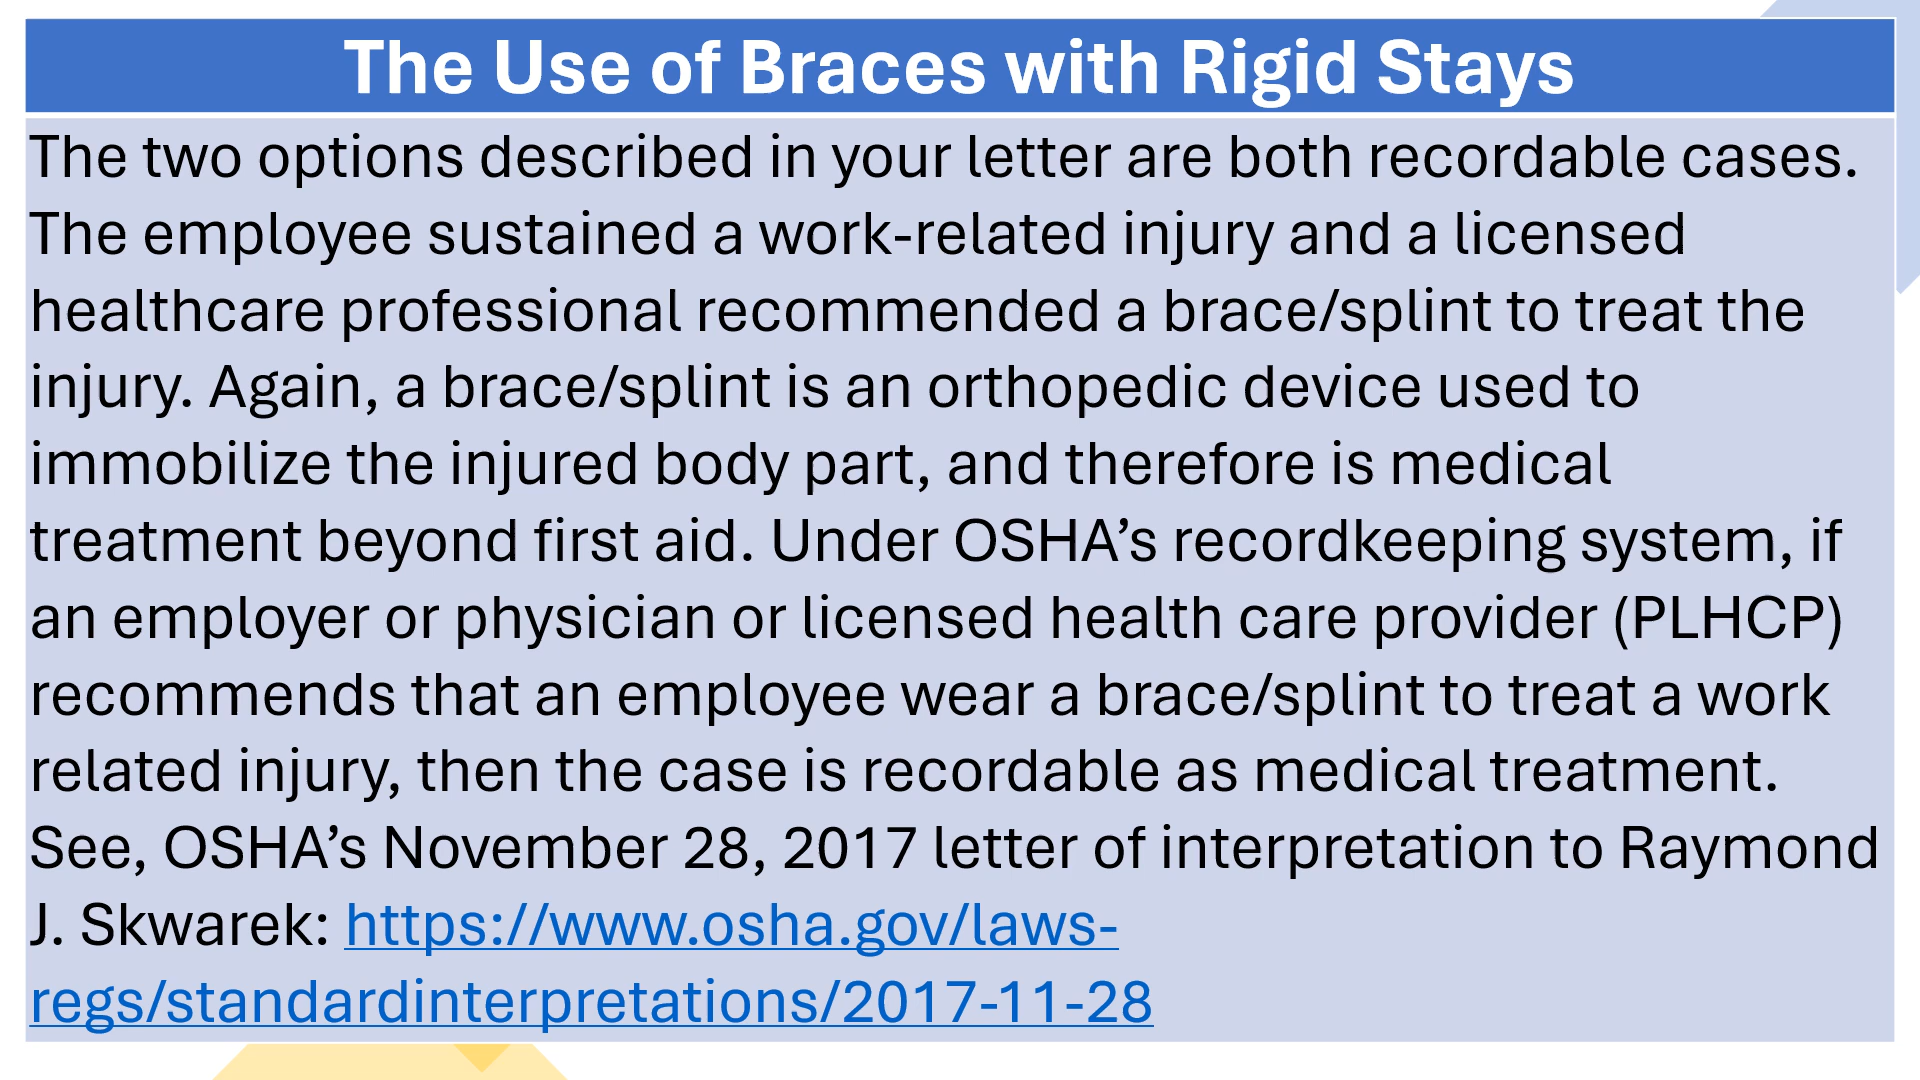 The Use of Braces with Rigid Stays
The two options described in your letter are both recordable cases.
The employee sustained a work-related injury and a licensed
healthcare professional recommended a brace/splint to treat the
injury. Again, a brace/splint is an orthopedic device used to
immobilize the injured body part, and therefore is medical
treatment beyond first aid. Under OSHA’s recordkeeping system, if
an employer or physician or licensed health care provider (PLHCP)
recommends that an employee wear a brace/splint to treat a work
related injury, then the case is recordable as medical treatment.
See, OSHA’s November 28, 2017 letter of interpretation to Raymond
J. Skwarek: https://www.osha.gov/laws-
regs/standardinterpretations/2017-11-28